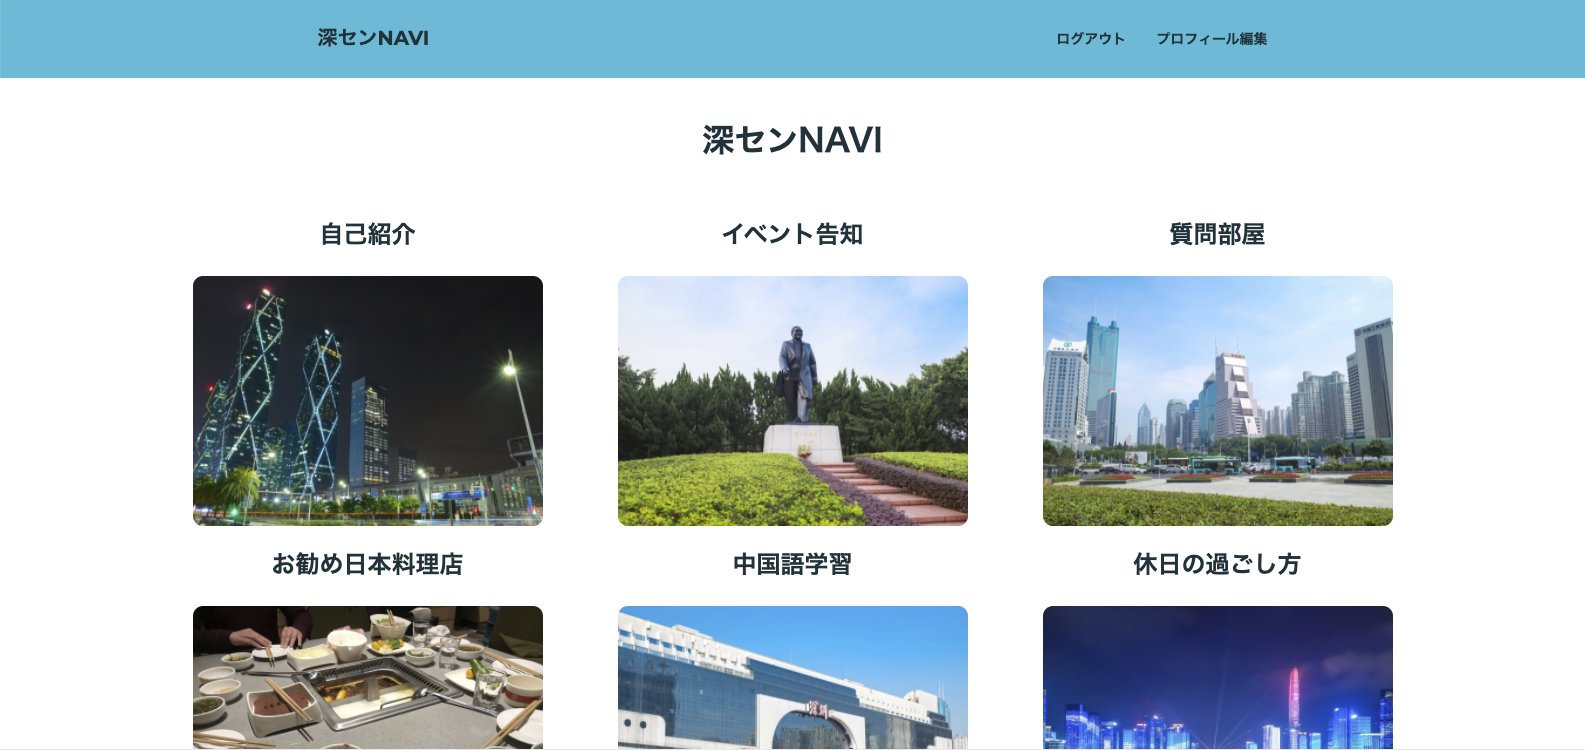 深センNAVI
ログアウト プロフィール編集
深センNAVI
自己紹介 イベント告知 質問部屋
お勧め日本料理店 中国語学習 休日の過ごし方
深圳